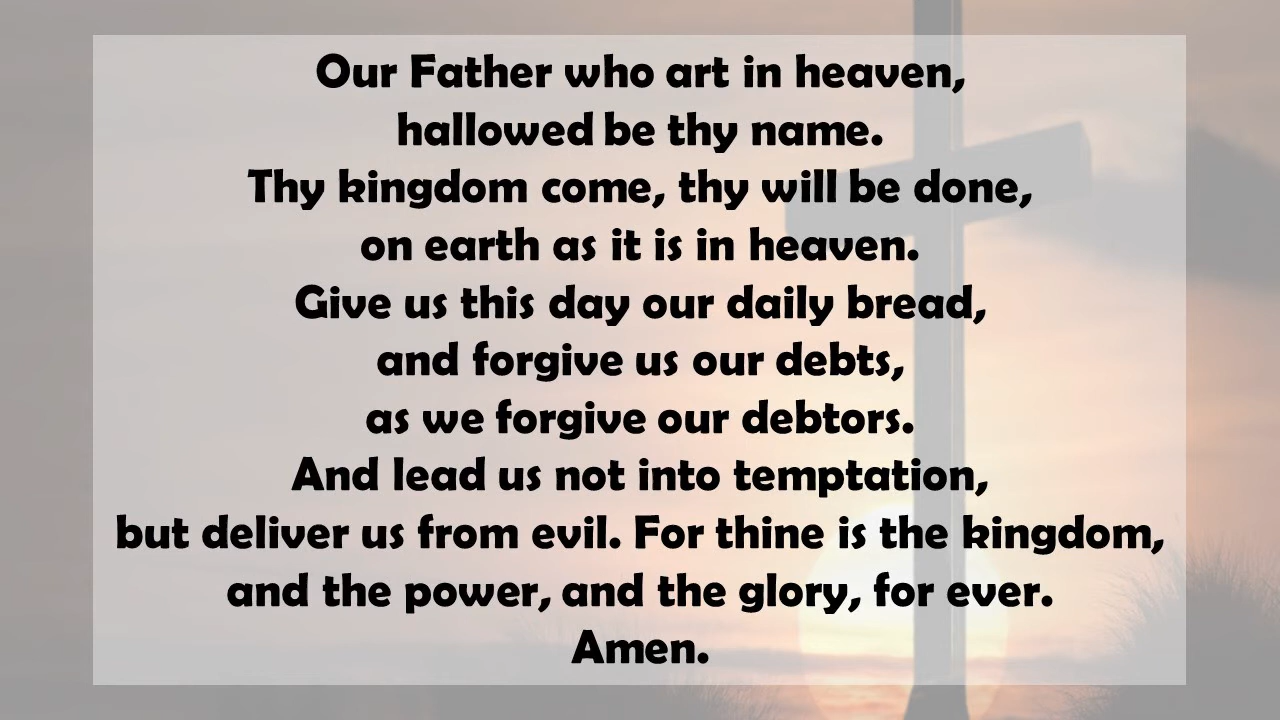 Our Father who art in heaven,
hallowed be thy name.
Thy kingdom come, thy will be done,
on earth as it is in heaven.
Give us this day our daily bread,
and forgive us our debts,
as we forgive our debtors.
And lead us not into temptation,
but deliver us from evil. For thine is the kingdom,
and the power, and the glory, for ever.
Amen.